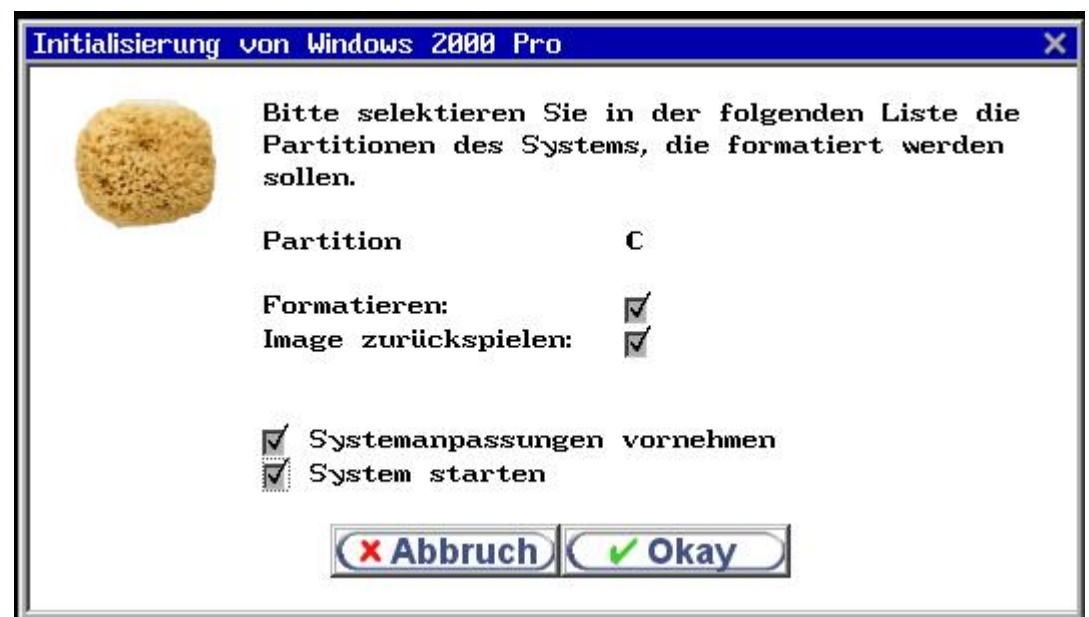 Initialisierung von Windows 2000 Pro
Bitte selektieren Sie in der folgenden Liste die
Partitionen des Systems, die formatiert werden
sollen.
Partition C
Formatieren:
Image zurückspielen:
Systemanpassungen vornehmen
System starten
Abbruch Okay